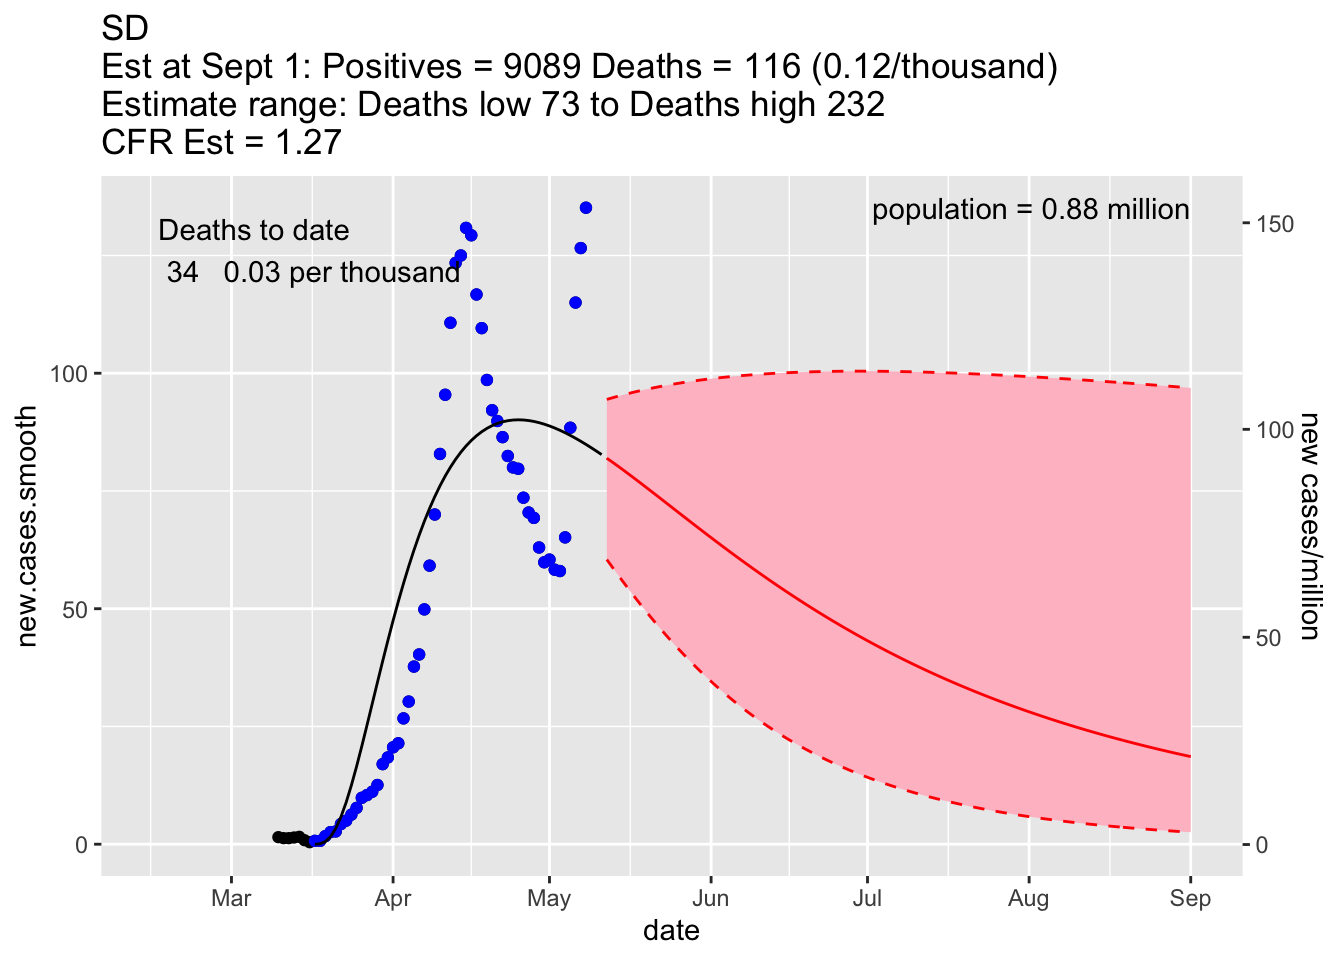 SD
Est at Sept 1: Positives = 9089 Deaths = 116 (0.12/thousand)
Estimate range: Deaths low 73 to Deaths high 232
CFR Est = 1.27
Deaths to date
34 0.03 per thousand
population = 0.88 million
new.cases.smooth
100
50
0
150
100
50
0
new cases/million
Mar Apr May Jun Jul Aug Sep
date